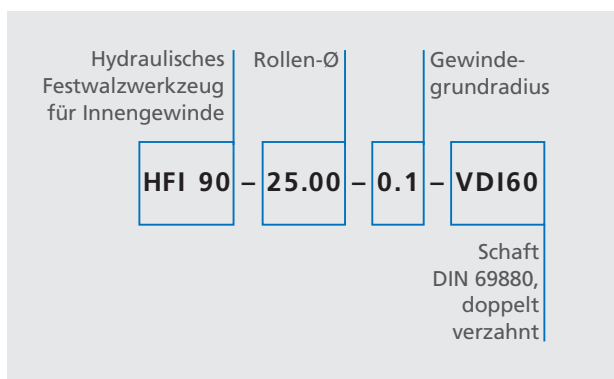 Hydraulisches
Festwalzwerkzeug
für Innengewinde
Rollen-Ø
Gewinde-
grundradius
HFI 90 – 25.00 – 0.1 – VDI60
Schaft
DIN 69880,
doppelt
verzahnt